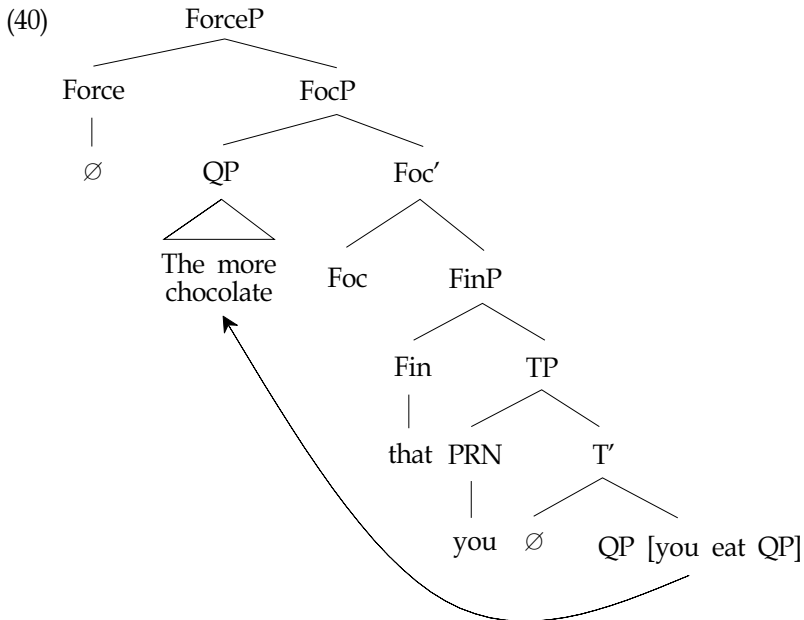 (40) ForceP
Force FocP
∅ QP Foc′
The more
chocolate
Foc FinP
Fin TP
that PRN T′
you ∅ QP [you eat QP]